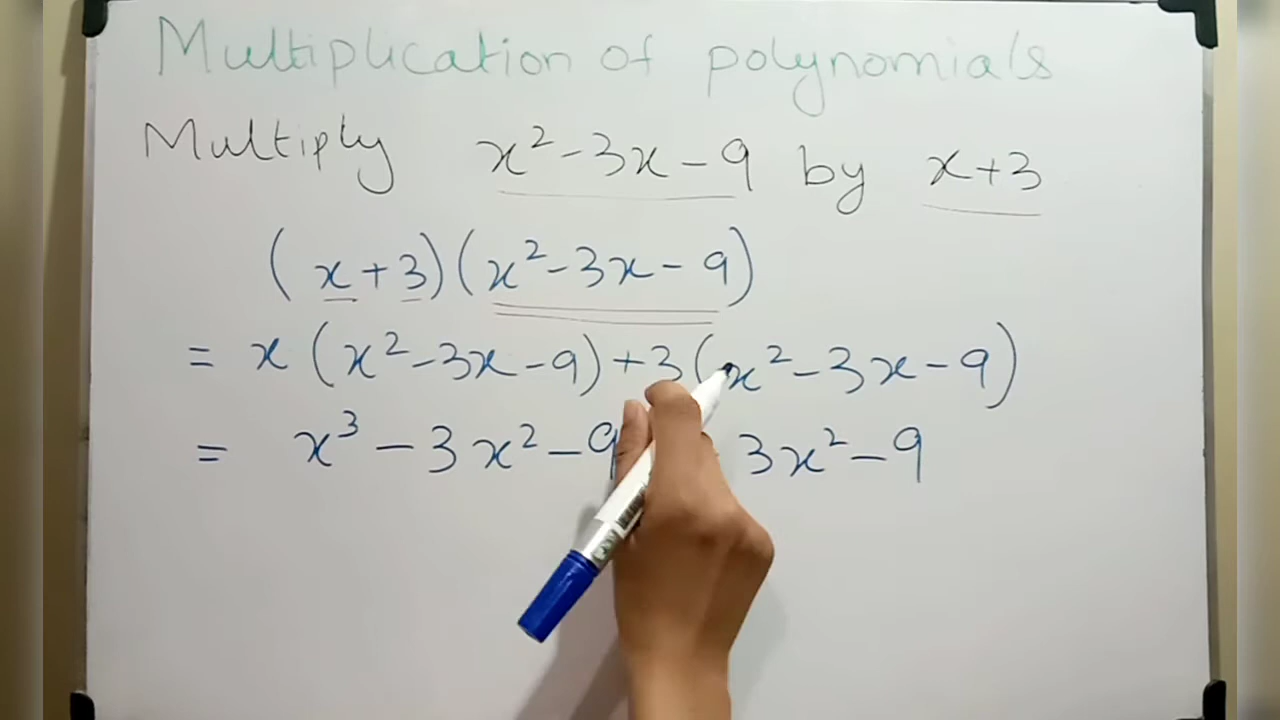 Multiplication of polynomials
Multiply x²-3x-9 by x+3
(x+3)(x²-3x-9)
= x(x²-3x-9)+3(x²-3x-9)
= x³-3x²-9 3x²-9